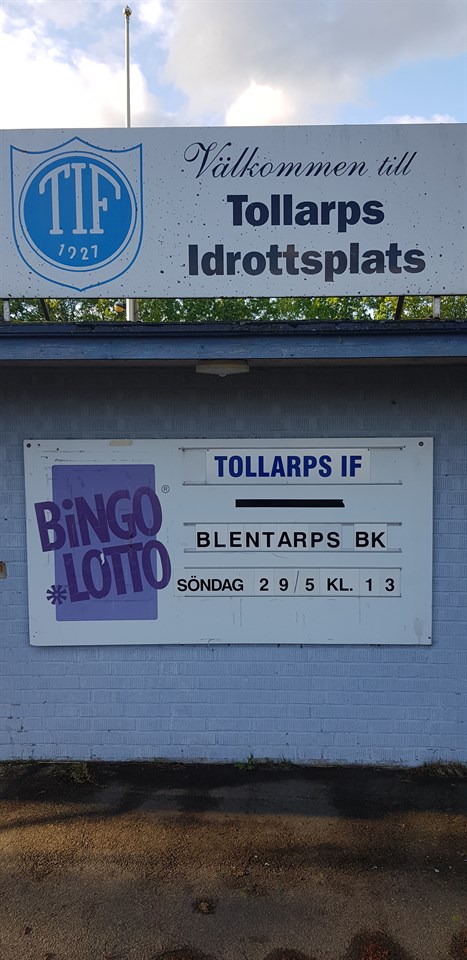 TIF
1927
Välkommen till
Tollarps
Idrottsplats
BiNGO
LOTTO
®
TOLLARPS IF
BLENTARPS BK
SÖNDAG 29/5 KL. 13